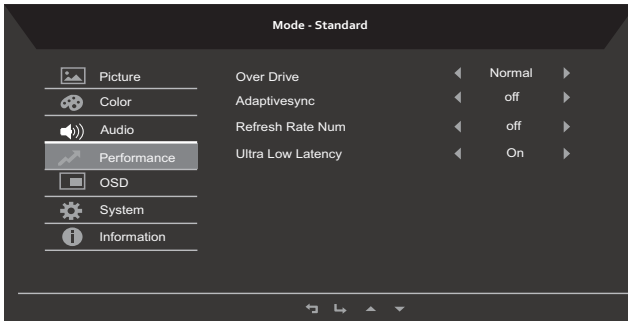 Mode - Standard
Picture
Over Drive Normal
Color
Adaptivesync off
Audio
Refresh Rate Num off
Performance
Ultra Low Latency On
OSD
System
Information